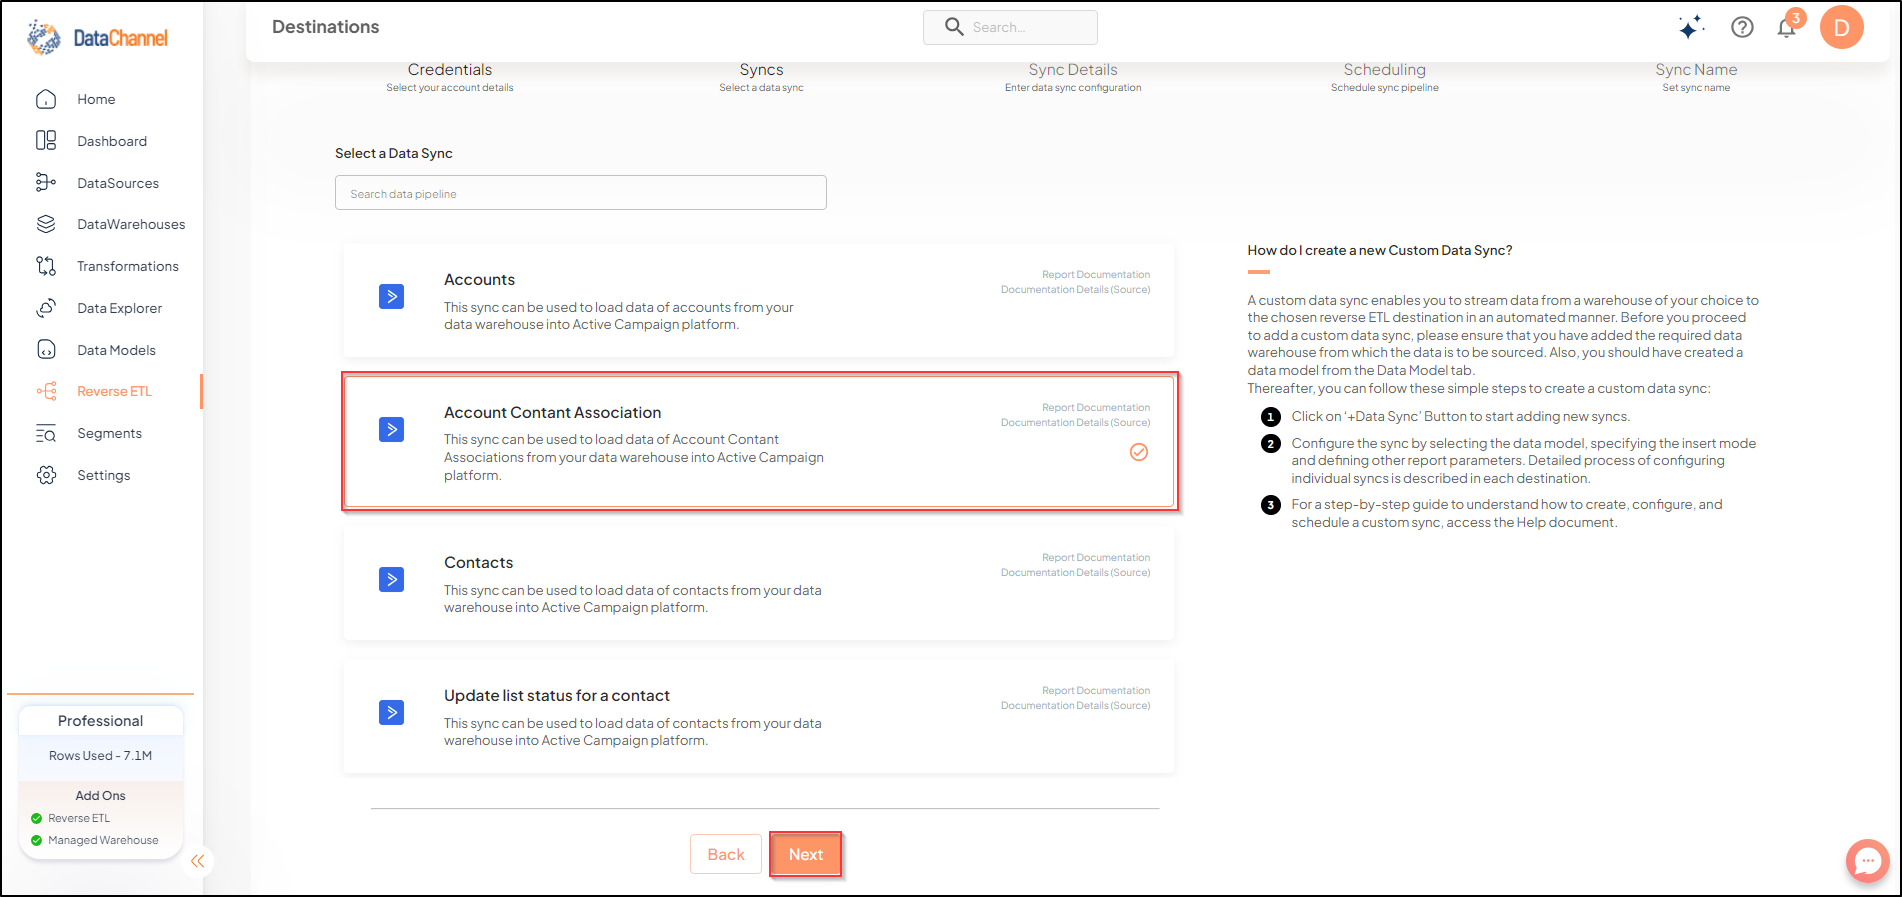 DataChannel
Destinations
Search...
3
D
Home
Dashboard
DataSources
DataWarehouses
Transformations
Data Explorer
Data Models
Reverse ETL
Segments
Settings
Professional
Rows Used - 7.1M
Add Ons
Reverse ETL
Managed Warehouse
Credentials
Select your account details
Syncs
Select a data sync
Sync Details
Enter data sync configuration
Scheduling
Schedule sync pipeline
Sync Name
Set sync name
Select a Data Sync
Search data pipeline
Accounts
This sync can be used to load data of accounts from your
data warehouse into Active Campaign platform.
Report Documentation
Documentation Details (Source)
Account Contant Association
This sync can be used to load data of Account Contant
Associations from your data warehouse into Active Campaign
platform.
Report Documentation
Documentation Details (Source)
Contacts
This sync can be used to load data of contacts from your data
warehouse into Active Campaign platform.
Report Documentation
Documentation Details (Source)
Update list status for a contact
This sync can be used to load data of contacts from your data
warehouse into Active Campaign platform.
Report Documentation
Documentation Details (Source)
Back
Next
How do I create a new Custom Data Sync?
A custom data sync enables you to stream data from a warehouse of your choice to
the chosen reverse ETL destination in an automated manner. Before you proceed
to add a custom data sync, please ensure that you have added the required data
warehouse from which the data is to be sourced. Also, you should have created a
data model from the Data Model tab.
Thereafter, you can follow these simple steps to create a custom data sync:
1 Click on '+Data Sync' Button to start adding new syncs.
2 Configure the sync by selecting the data model, specifying the insert mode
and defining other report parameters. Detailed process of configuring
individual syncs is described in each destination.
3 For a step-by-step guide to understand how to create, configure, and
schedule a custom sync, access the Help document.